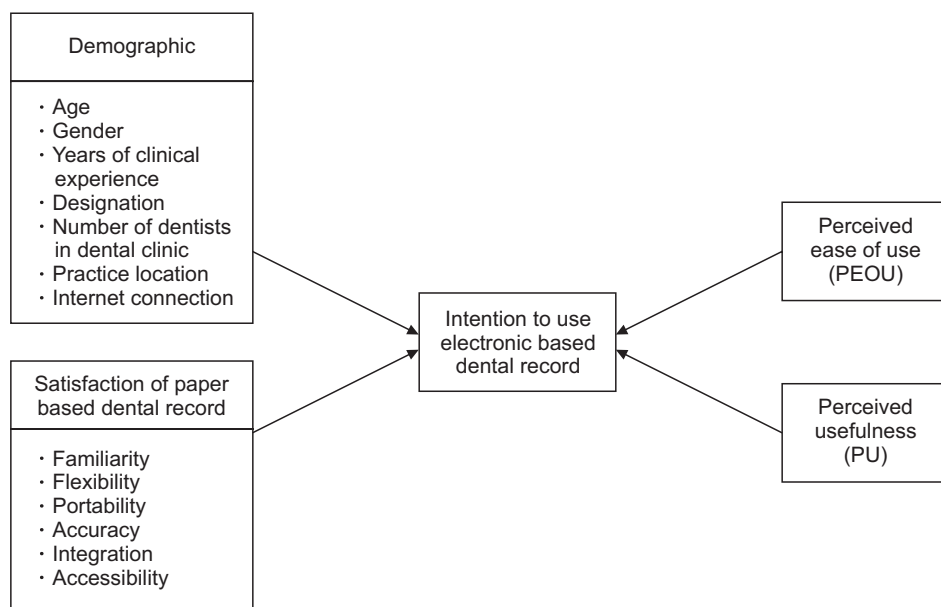 Demographic
· Age
· Gender
· Years of clinical
experience
· Designation
· Number of dentists
in dental clinic
· Practice location
· Internet connection
Satisfaction of paper
based dental record
· Familiarity
· Flexibility
· Portability
· Accuracy
· Integration
· Accessibility
Intention to use
electronic based
dental record
Perceived
ease of use
(PEOU)
Perceived
usefulness
(PU)